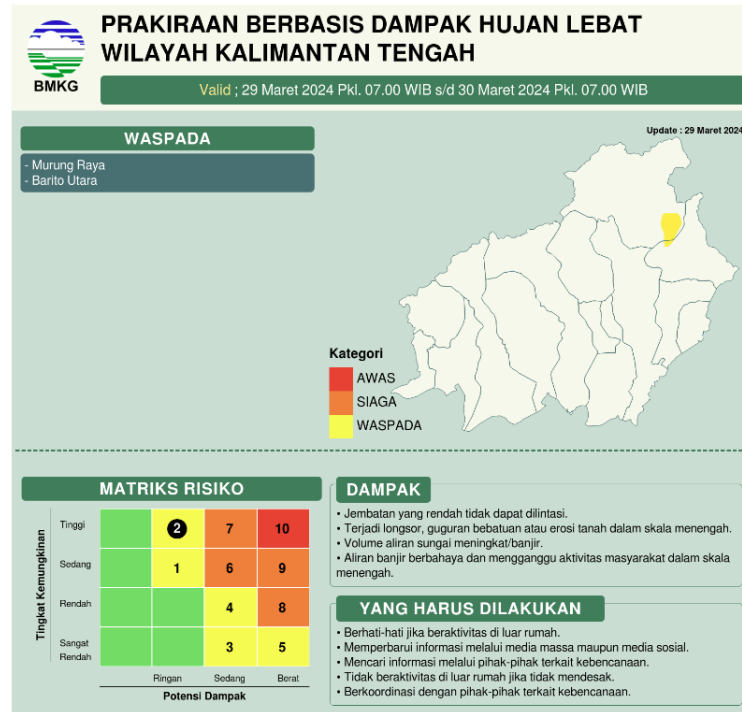 PRAKIRAAN BERBASIS DAMPAK HUJAN LEBAT
WILAYAH KALIMANTAN TENGAH
BMKG
Valid ; 29 Maret 2024 Pkl. 07.00 WIB s/d 30 Maret 2024 Pkl. 07.00 WIB
Update : 29 Maret 2024
WASPADA
- Murung Raya
- Barito Utara
Kategori
AWAS
SIAGA
WASPADA
MATRIKS RISIKO
Tingkat Kemungkinan
Tinggi
2
7
10
Sedang
1
6
9
Rendah
4
8
Sangat
Rendah
3
5
Ringan
Sedang
Berat
Potensi Dampak
DAMPAK
• Jembatan yang rendah tidak dapat dilintasi.
• Terjadi longsor, guguran bebatuan atau erosi tanah dalam skala menengah.
• Volume aliran sungai meningkat/banjir.
• Aliran banjir berbahaya dan mengganggu aktivitas masyarakat dalam skala
menengah.
YANG HARUS DILAKUKAN
• Berhati-hati jika beraktivitas di luar rumah.
• Memperbarui informasi melalui media massa maupun media sosial.
• Mencari informasi melalui pihak-pihak terkait kebencanaan.
• Tidak beraktivitas di luar rumah jika tidak mendesak.
• Berkoordinasi dengan pihak-pihak terkait kebencanaan.